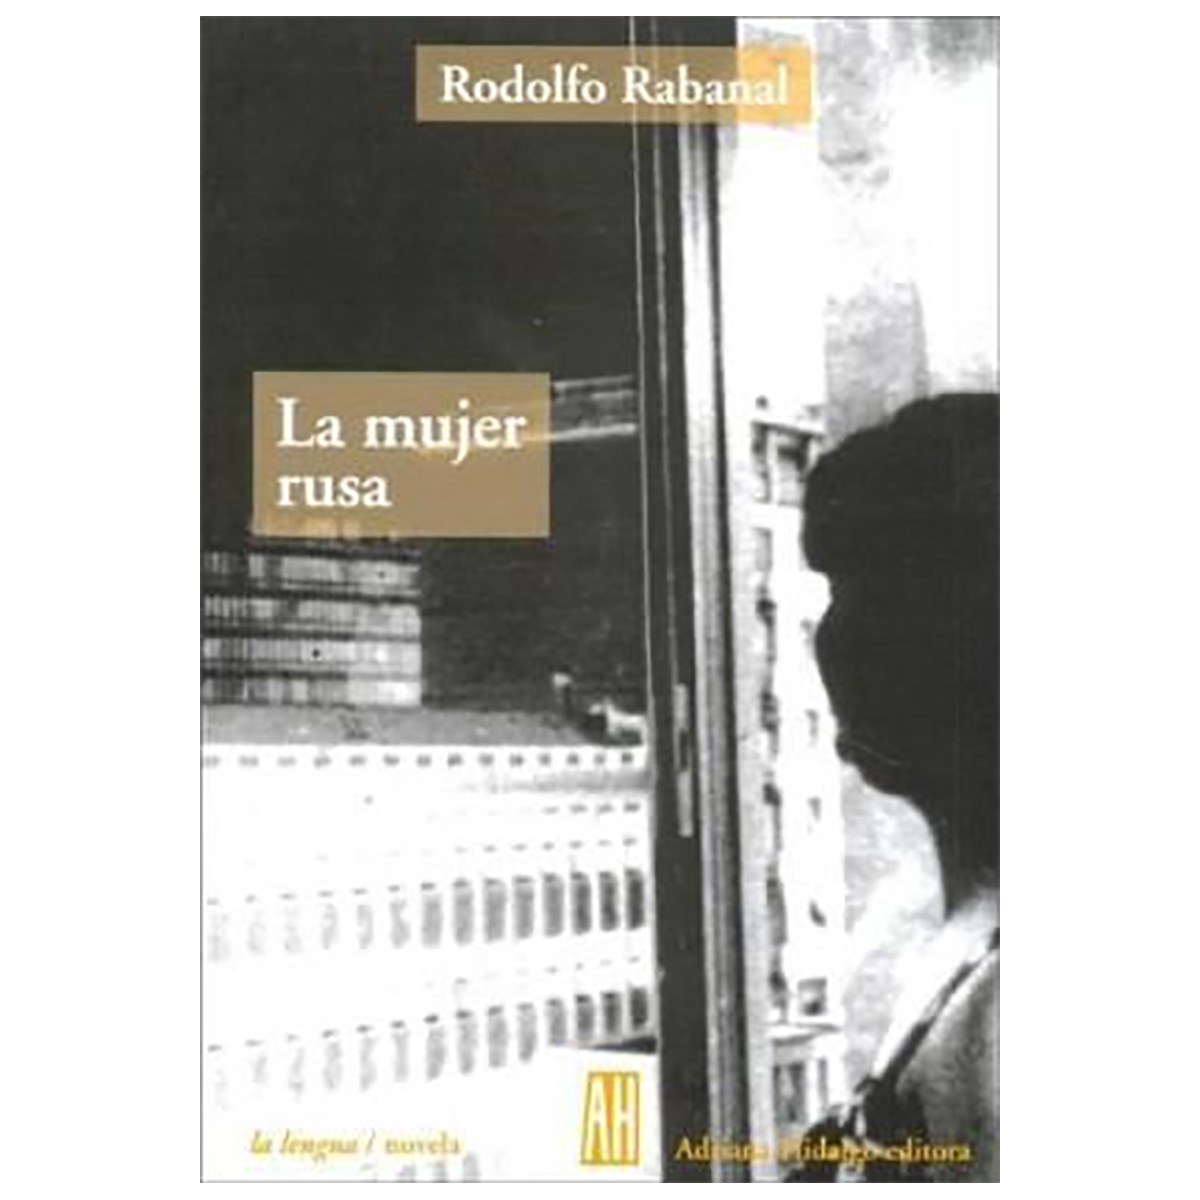 Rodolfo Rabanal
La mujer
rusa
AH
la lengua / novela
Adriana Hidalgo editora